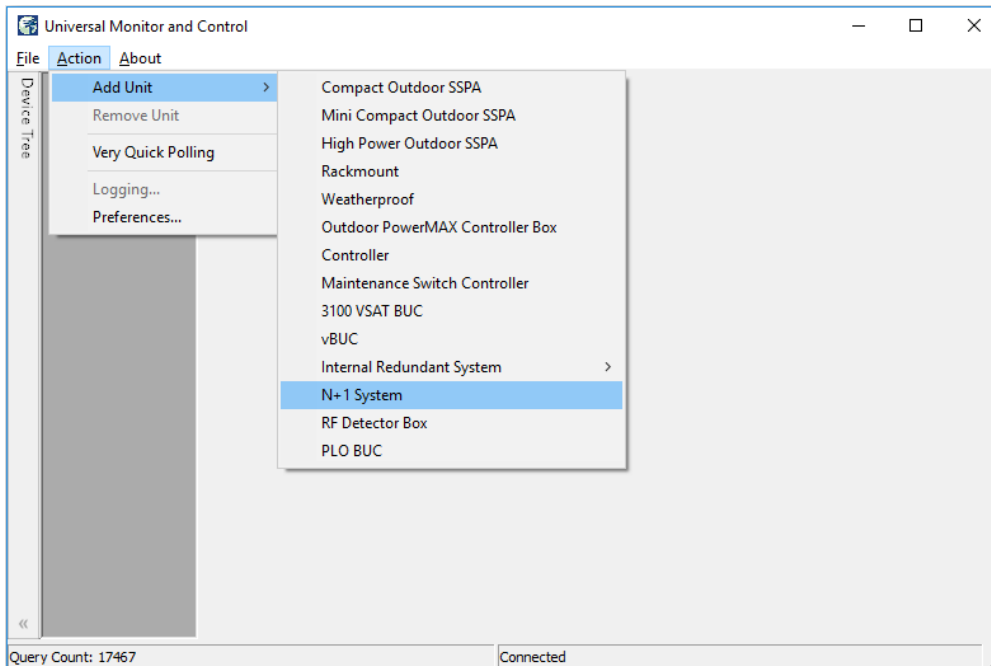 Universal Monitor and Control
File Action About
Device Tree
Add Unit
Remove Unit
Very Quick Polling
Logging...
Preferences...
Compact Outdoor SSPA
Mini Compact Outdoor SSPA
High Power Outdoor SSPA
Rackmount
Weatherproof
Outdoor PowerMAX Controller Box
Controller
Maintenance Switch Controller
3100 VSAT BUC
vBUC
Internal Redundant System
N+1 System
RF Detector Box
PLO BUC
Query Count: 17467
Connected